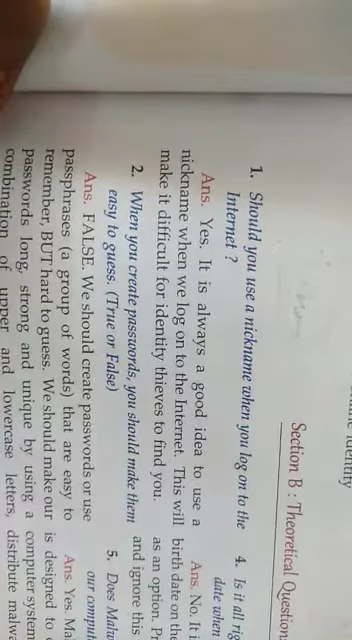 Section B : Theoretical Question
1. Should you use a nickname when you log on to the
Internet ?
Ans. Yes. It is always a good idea to use a
nickname when we log on to the Internet. This will
make it difficult for identity thieves to find you.
2. When you create passwords, you should make them
easy to guess. (True or False)
Ans. FALSE. We should create passwords or use
passphrases (a group of words) that are easy to
remember, BUT hard to guess. We should make our
passwords long, strong and unique by using a
combination of upper and lowercase letters,
4. Is it all
date when
Ans. No. It i
birth date on the
as an option. Pr
and ignore this
5. Does Malw
our comput
Ans. Yes. Mal
is designed to
computer system
distribute malwa